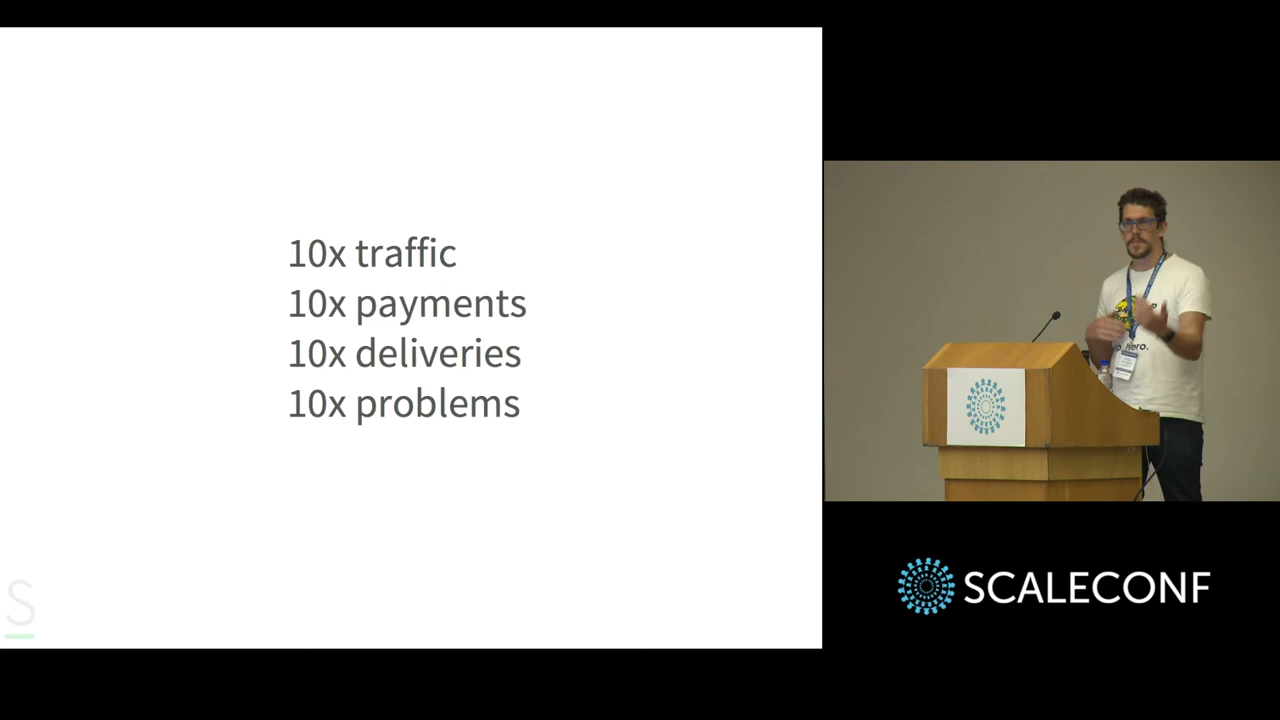 10x traffic
10x payments
10x deliveries
10x problems
S
SCALECONF